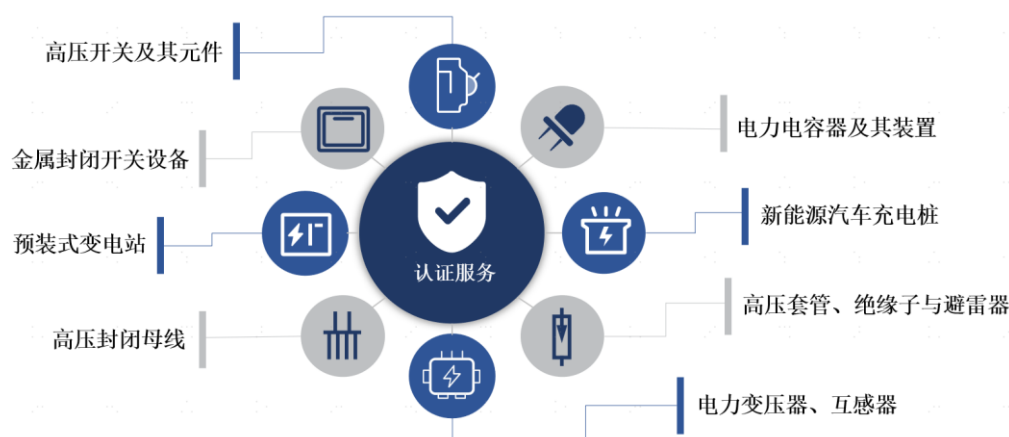 高压开关及其元件
金属封闭开关设备
预装式变电站
高压封闭母线
认证服务
电力电容器及其装置
新能源汽车充电桩
高压套管、绝缘子与避雷器
电力变压器、互感器